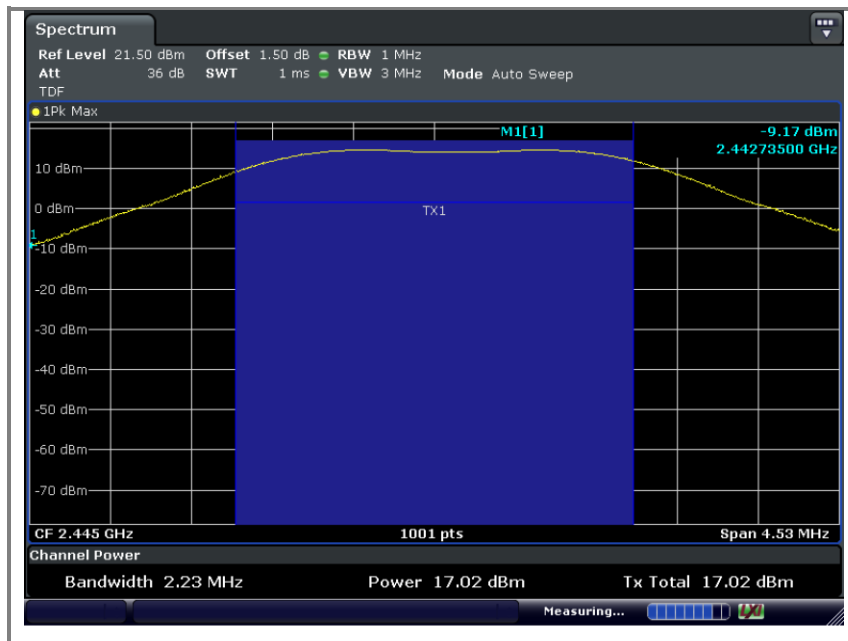 Spectrum
Ref Level 21.50 dBm Offset 1.50 dB RBW 1 MHz
Att 36 dB SWT 1 ms VBW 3 MHz Mode Auto Sweep
TDF
1Pk Max
M1[1] -9.17 dBm
2.44273500 GHz
10 dBm
0 dBm
TX1
1
-10 dBm
-20 dBm
-30 dBm
-40 dBm
-50 dBm
-60 dBm
-70 dBm
CF 2.445 GHz 1001 pts Span 4.53 MHz
Channel Power
Bandwidth 2.23 MHz Power 17.02 dBm Tx Total 17.02 dBm
Measuring...